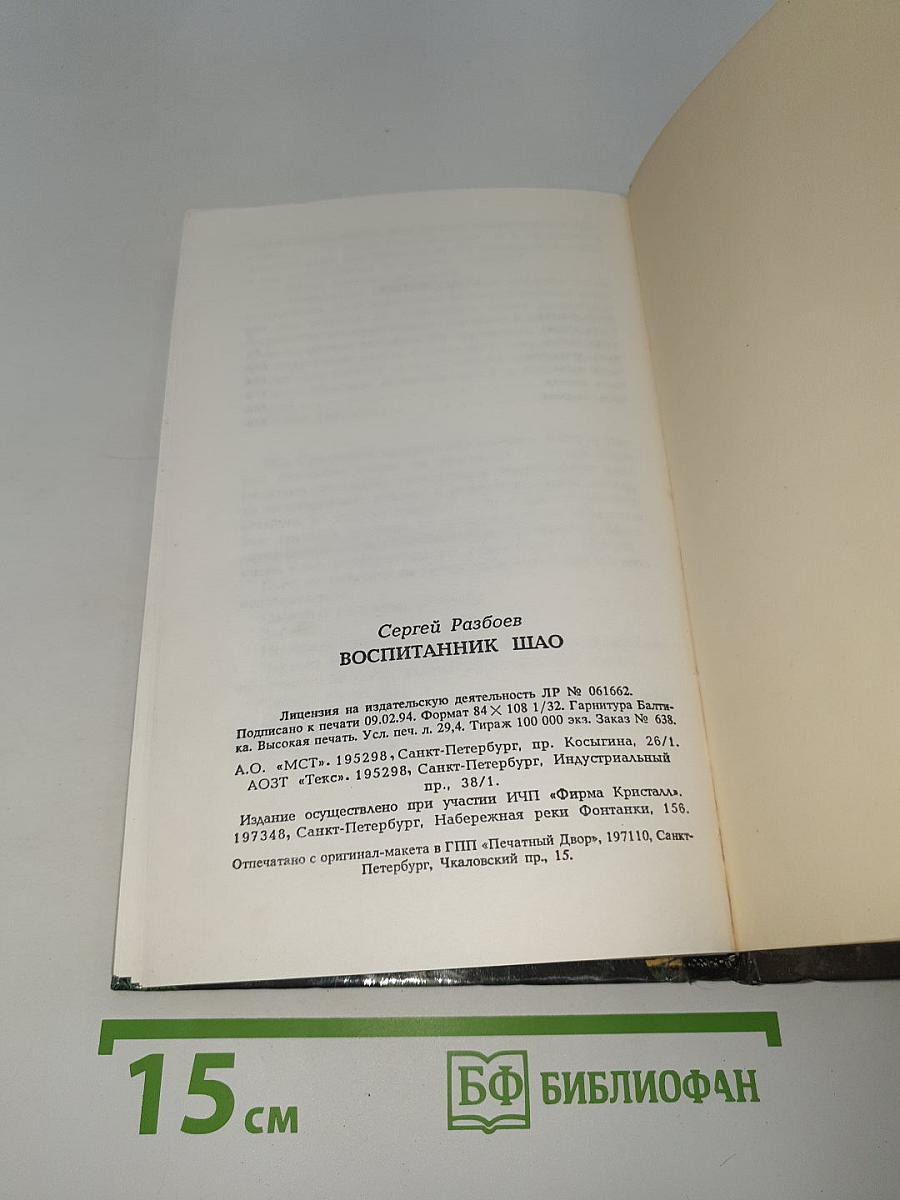 Сергей Разбоев
ВОСПИТАННИК ШАО
Лицензия на издательскую деятельность ЛР № 061662.
Подписано к печати 09.02.94. Формат 84×108 1/32. Гарнитура Балти-
ка. Высокая печать. Усл. печ. л. 29,4. Тираж 100 000 экз. Заказ № 638.
А.О. «МСТ». 195298, Санкт-Петербург, пр. Косыгина, 26/1.
АОЗТ «Текс». 195298, Санкт-Петербург, Индустриальный
пр., 38/1.
Издание осуществлено при участии ИЧП «Фирма Кристалл».
197348, Санкт-Петербург, Набережная реки Фонтанки, 156.
Отпечатано с оригинал-макета в ГПП «Печатный Двор», 197110, Санкт-
Петербург, Чкаловский пр., 15.
15 см
БФ БИБЛИОФАН